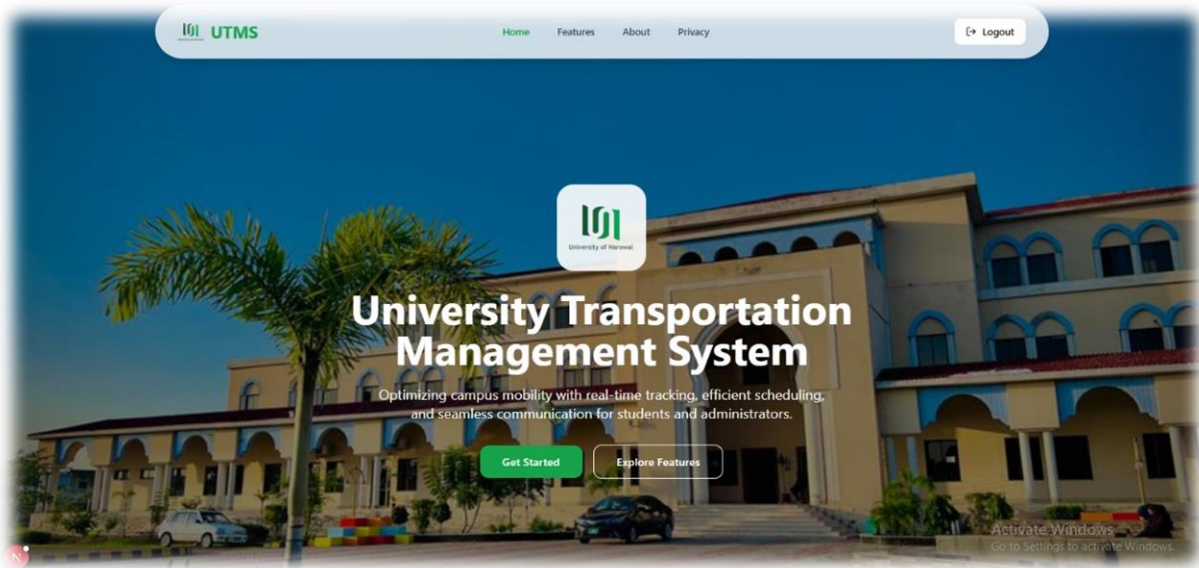 UTMS
Home Features About Privacy
Logout
University of Narowal
University Transportation
Management System
Optimizing campus mobility with real-time tracking, efficient scheduling,
and seamless communication for students and administrators.
Get Started Explore Features
Activate Windows
Go to Settings to activate Windows.
N